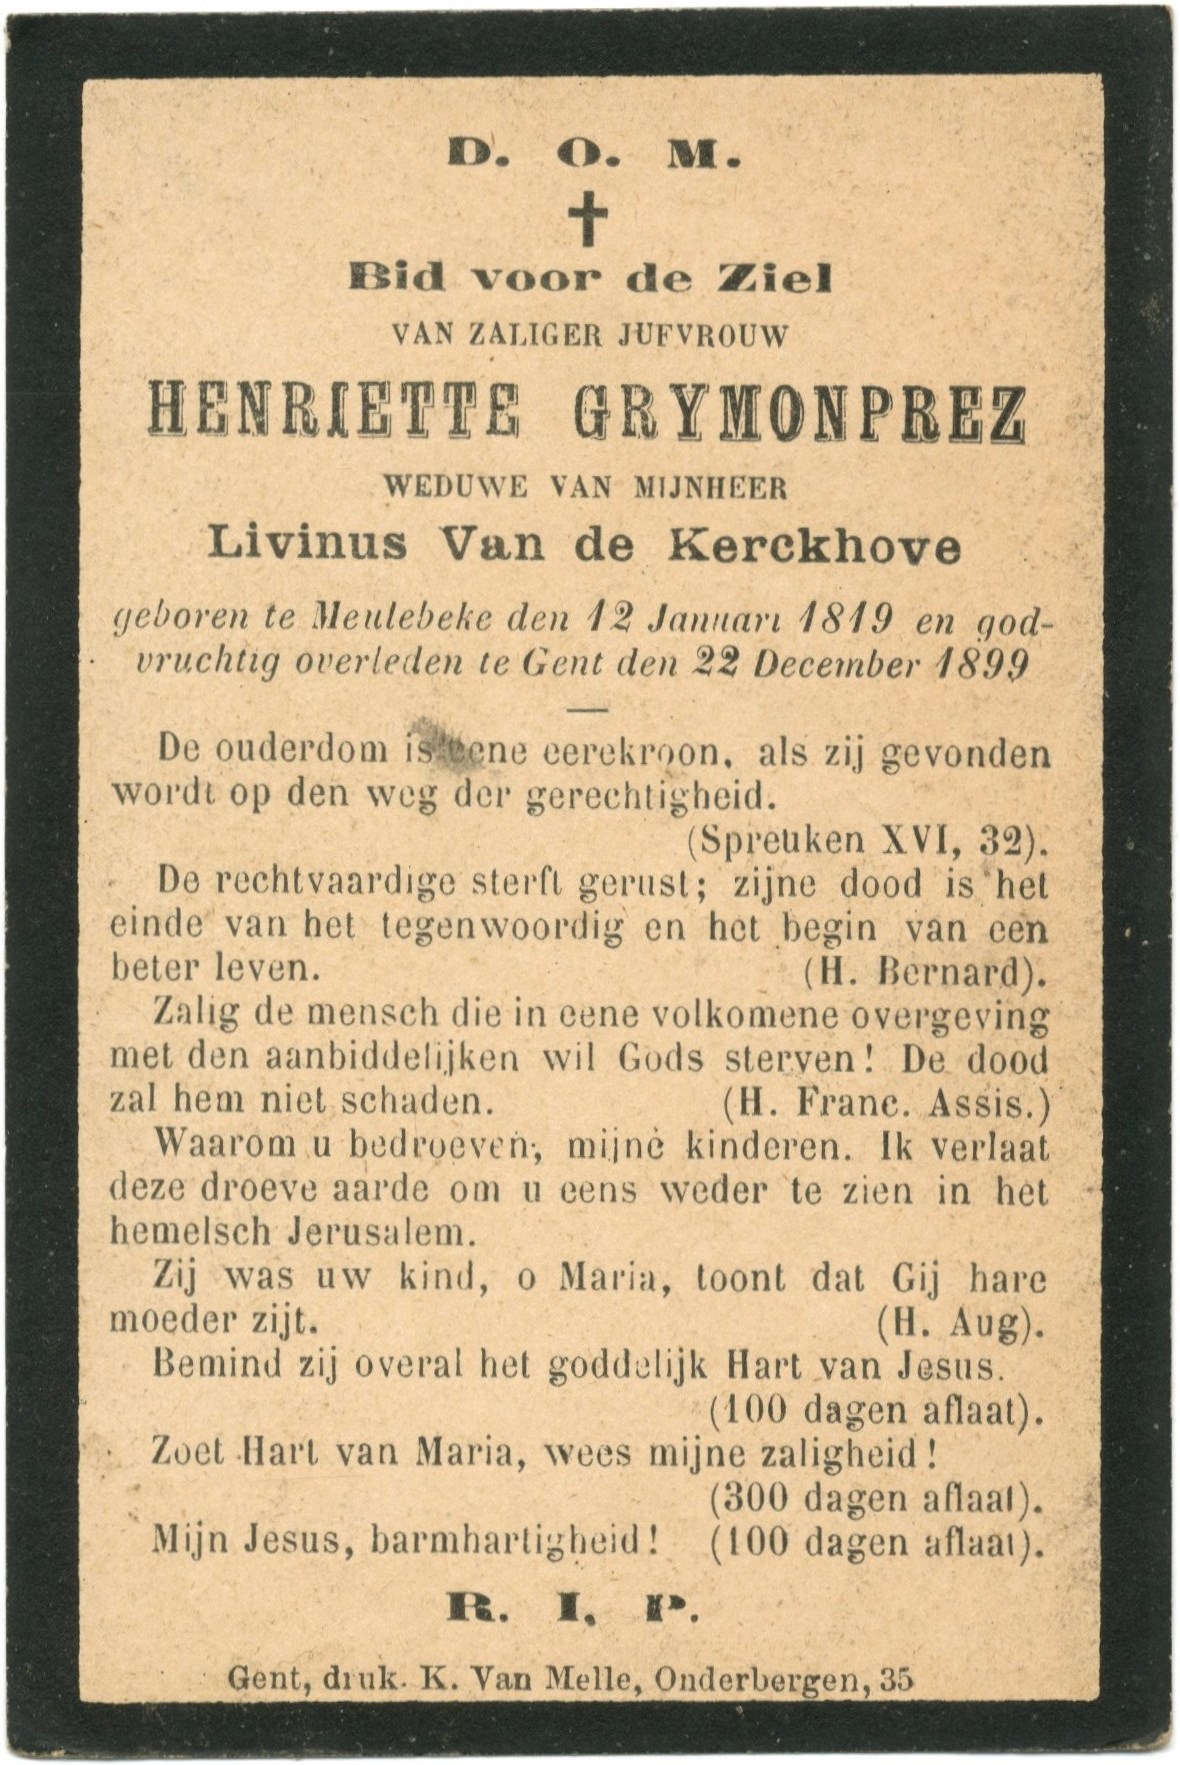 D. O. M.
✝
Bid voor de Ziel
VAN ZALIGER JUFVROUW
HENRIETTE GRYMONPREZ
WEDUWE VAN MIJNHEER
Livinus Van de Kerckhove
geboren te Meulebeke den 12 Januari 1819 en god-
vruchtig overleden te Gent den 22 December 1899
De ouderdom is eene eerekroon, als zij gevonden
wordt op den weg der gerechtigheid.
(Spreuken XVI, 32).
De rechtvaardige sterft gerust; zijne dood is het
einde van het tegenwoordig en het begin van een
beter leven. (H. Bernard).
Zalig de mensch die in eene volkomene overgeving
met den aanbiddelijken wil Gods sterven! De dood
zal hem niet schaden. (H. Franc. Assis.)
Waarom u bedroeven, mijne kinderen. Ik verlaat
deze droeve aarde om u eens weder te zien in het
hemelsch Jerusalem.
Zij was uw kind, o Maria, toont dat Gij hare
moeder zijt. (H. Aug).
Bemind zij overal het goddelijk Hart van Jesus.
(100 dagen aflaat).
Zoet Hart van Maria, wees mijne zaligheid!
(300 dagen aflaat).
Mijn Jesus, barmhartigheid! (100 dagen aflaat).
R. I. P.
Gent, druk. K. Van Melle, Onderbergen, 35